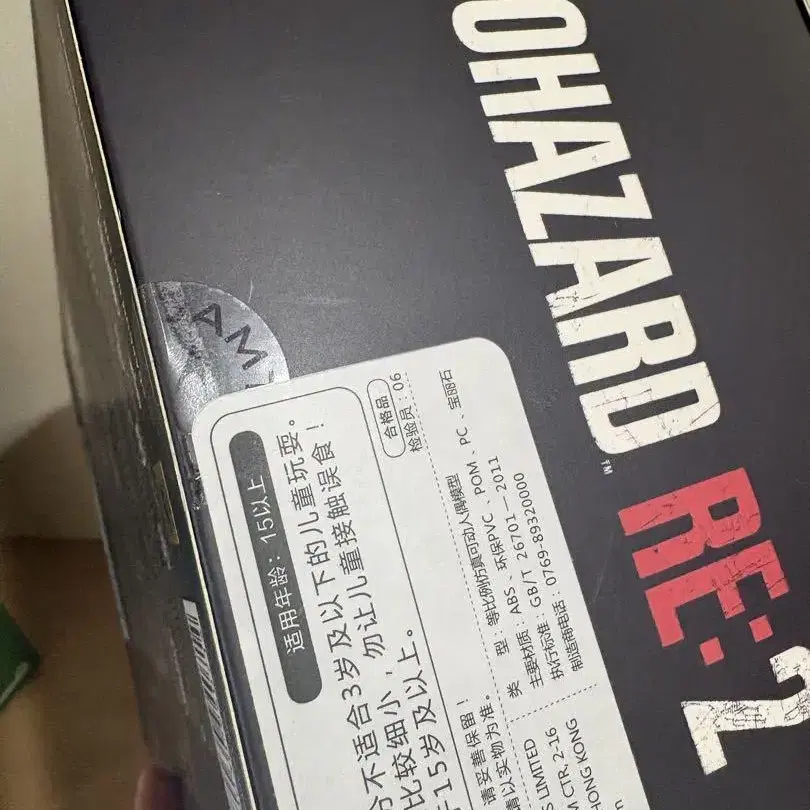 OHAZARD™
RE:2
适用年龄：15以上
不适合3岁及以下的儿童玩耍。
比较细小，勿让儿童接触误食！
15岁及以上。
合格品
检验员：06
请妥善保留！
请以实物为准。
类 型：等比例仿真可动人偶模型
主要材质：ABS、环保PVC、POM、PC、宝丽石
执行标准：GB/T 26701—2011
制造商电话：0769-89320000
LIMITED
CTR,2-16
HONG KONG